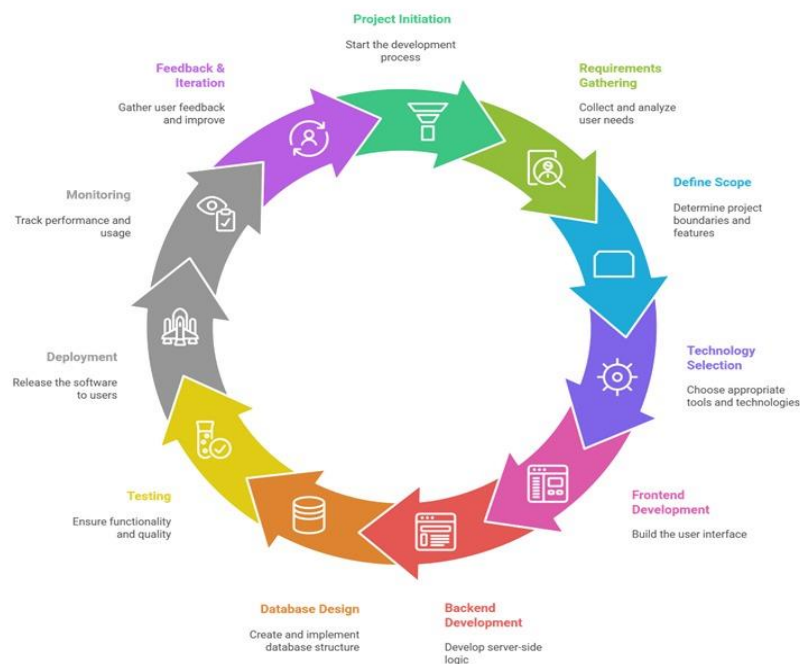 Project Initiation
Start the development
process
Requirements
Gathering
Collect and analyze
user needs
Define Scope
Determine project
boundaries and
features
Technology
Selection
Choose appropriate
tools and technologies
Frontend
Development
Build the user interface
Backend
Development
Develop server-side
logic
Database Design
Create and implement
database structure
Testing
Ensure functionality
and quality
Deployment
Release the software
to users
Monitoring
Track performance and
usage
Feedback &
Iteration
Gather user feedback
and improve